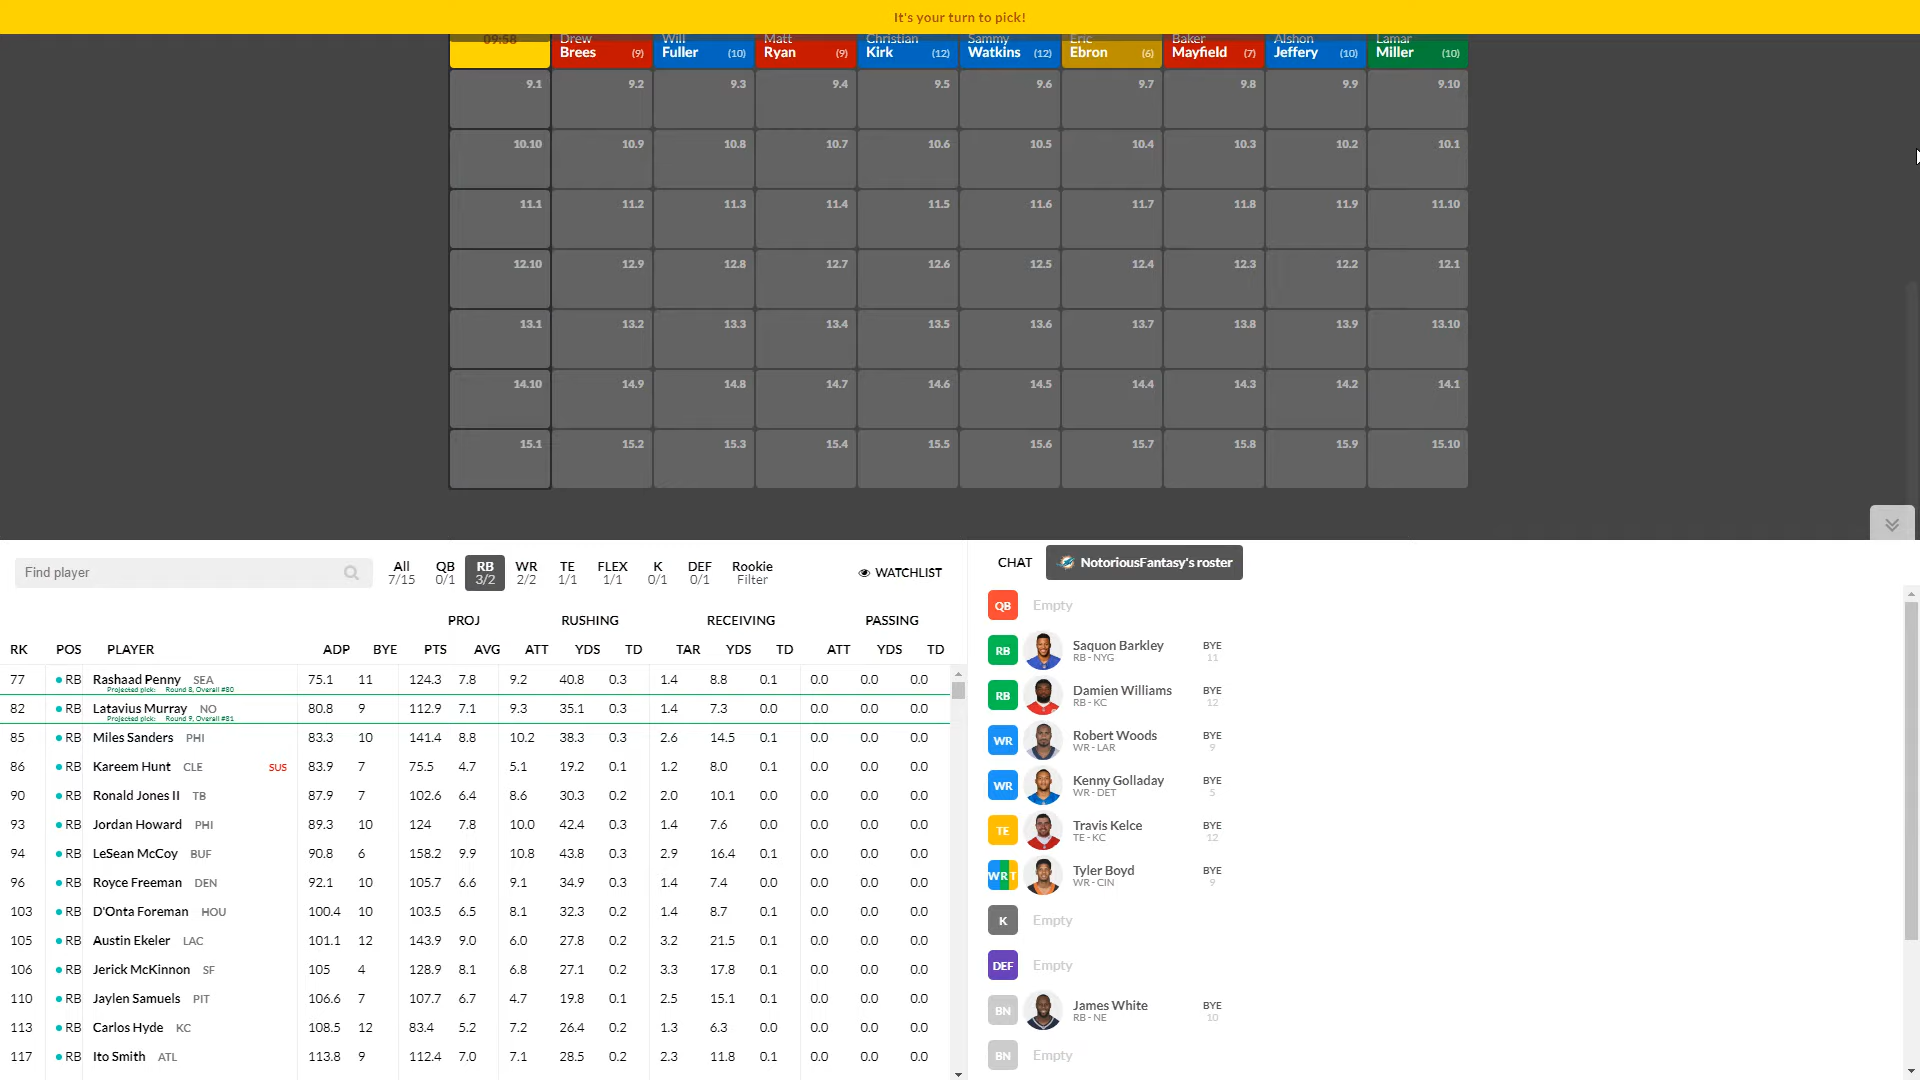 It's your turn to pick!
09:58
Drew Will Matt Christian Sammy Eric Baker Alshon Lamar
Brees (9) Fuller (10) Ryan (9) Kirk (12) Watkins (12) Ebron (6) Mayfield (7) Jeffery (10) Miller (10)
9.1 9.2 9.3 9.4 9.5 9.6 9.7 9.8 9.9 9.10
10.10 10.9 10.8 10.7 10.6 10.5 10.4 10.3 10.2 10.1
11.1 11.2 11.3 11.4 11.5 11.6 11.7 11.8 11.9 11.10
12.10 12.9 12.8 12.7 12.6 12.5 12.4 12.3 12.2 12.1
13.1 13.2 13.3 13.4 13.5 13.6 13.7 13.8 13.9 13.10
14.10 14.9 14.8 14.7 14.6 14.5 14.4 14.3 14.2 14.1
15.1 15.2 15.3 15.4 15.5 15.6 15.7 15.8 15.9 15.10
Find player
All QB RB WR TE FLEX K DEF Rookie
7/15 0/1 3/2 2/2 1/1 1/1 0/1 0/1 Filter
WATCHLIST
PROJ RUSHING RECEIVING PASSING
RK POS PLAYER ADP BYE PTS AVG ATT YDS TD TAR YDS TD ATT YDS TD
77 RB Rashaad Penny SEA 75.1 11 124.3 7.8 9.2 40.8 0.3 1.4 8.8 0.1 0.0 0.0 0.0
Projected pick: Round 8, Overall #80
82 RB Latavius Murray NO 80.8 9 112.9 7.1 9.3 35.1 0.3 1.4 7.3 0.0 0.0 0.0 0.0
Projected pick: Round 9, Overall #81
85 RB Miles Sanders PHI 83.3 10 141.4 8.8 10.2 38.3 0.3 2.6 14.5 0.1 0.0 0.0 0.0
86 RB Kareem Hunt CLE SUS 83.9 7 75.5 4.7 5.1 19.2 0.1 1.2 8.0 0.1 0.0 0.0 0.0
90 RB Ronald Jones II TB 87.9 7 102.6 6.4 8.6 30.3 0.2 2.0 10.1 0.0 0.0 0.0 0.0
93 RB Jordan Howard PHI 89.3 10 124 7.8 10.0 42.4 0.3 1.4 7.6 0.0 0.0 0.0 0.0
94 RB LeSean McCoy BUF 90.8 6 158.2 9.9 10.8 43.8 0.3 2.9 16.4 0.1 0.0 0.0 0.0
96 RB Royce Freeman DEN 92.1 10 105.7 6.6 9.1 34.9 0.3 1.4 7.4 0.0 0.0 0.0 0.0
103 RB D'Onta Foreman HOU 100.4 10 103.5 6.5 8.1 32.3 0.2 1.4 8.7 0.1 0.0 0.0 0.0
105 RB Austin Ekeler LAC 101.1 12 143.9 9.0 6.0 27.8 0.2 3.2 21.5 0.1 0.0 0.0 0.0
106 RB Jerick McKinnon SF 105 4 128.9 8.1 6.8 27.1 0.2 3.3 17.8 0.1 0.0 0.0 0.0
110 RB Jaylen Samuels PIT 106.6 7 107.7 6.7 4.7 19.8 0.1 2.5 15.1 0.1 0.0 0.0 0.0
113 RB Carlos Hyde KC 108.5 12 83.4 5.2 7.2 26.4 0.2 1.3 6.3 0.0 0.0 0.0 0.0
117 RB Ito Smith ATL 113.8 9 112.4 7.0 7.1 28.5 0.2 2.3 11.8 0.1 0.0 0.0 0.0
CHAT NotoriousFantasy's roster
QB Empty
RB Saquon Barkley BYE
RB - NYG 11
RB Damien Williams BYE
RB - KC 12
WR Robert Woods BYE
WR - LAR 9
WR Kenny Golladay BYE
WR - DET 5
TE Travis Kelce BYE
TE - KC 12
WRT Tyler Boyd BYE
WR - CIN 9
K Empty
DEF Empty
BN James White BYE
RB - NE 10
BN Empty